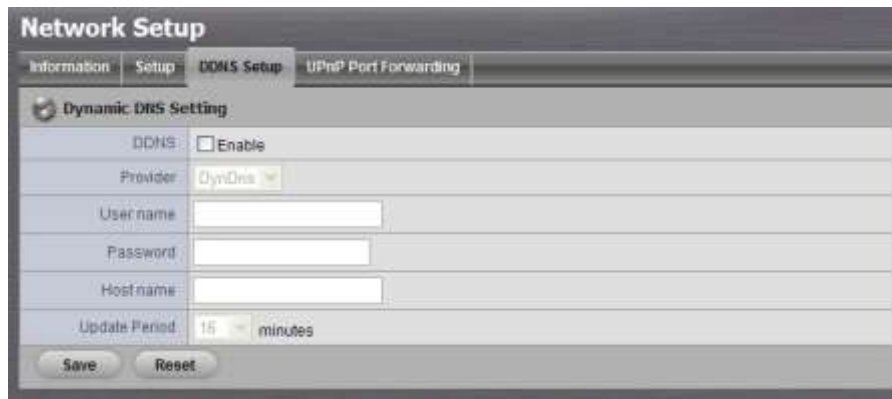 Network Setup
Information Setup DDNS Setup UPnP Port Forwarding
Dynamic DNS Setting
DDNS Enable
Provider DynDns
User name
Password
Host name
Update Period minutes
Save Reset